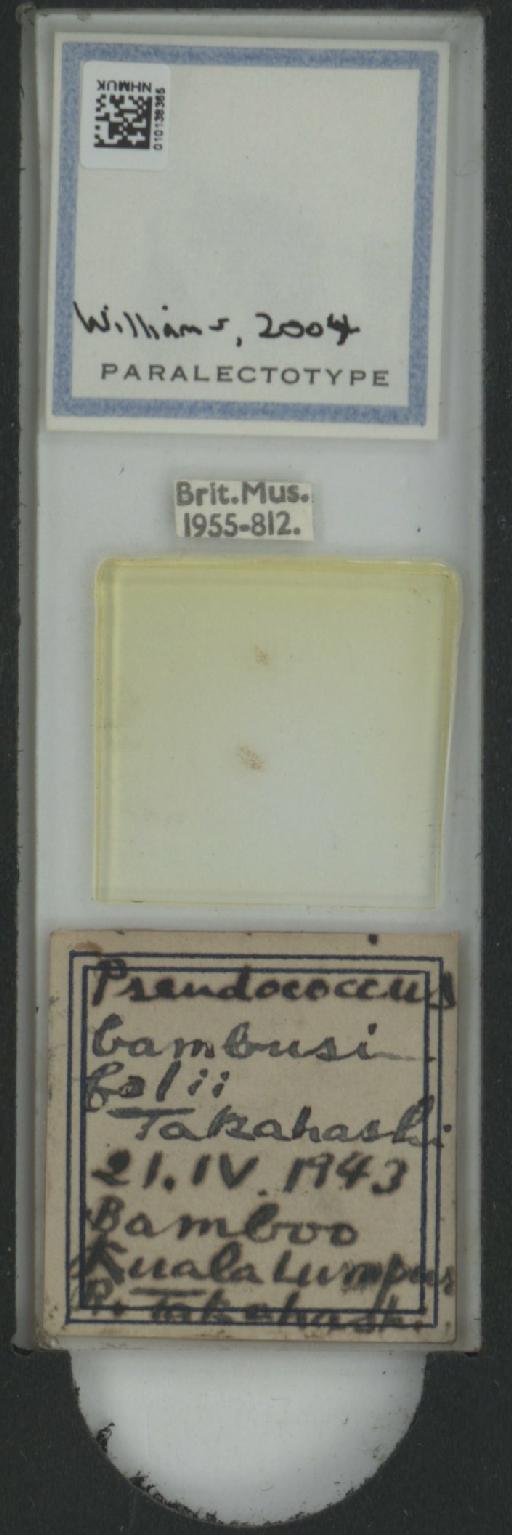 NHMUK
010138365
Williams, 2004
PARALECTOTYPE
Brit.Mus.
1955-812.
Pseudococcus
bambusi
folii
Takahashi
21.IV.1943
Bamboo
Kuala Lumpur
R. Takahashi